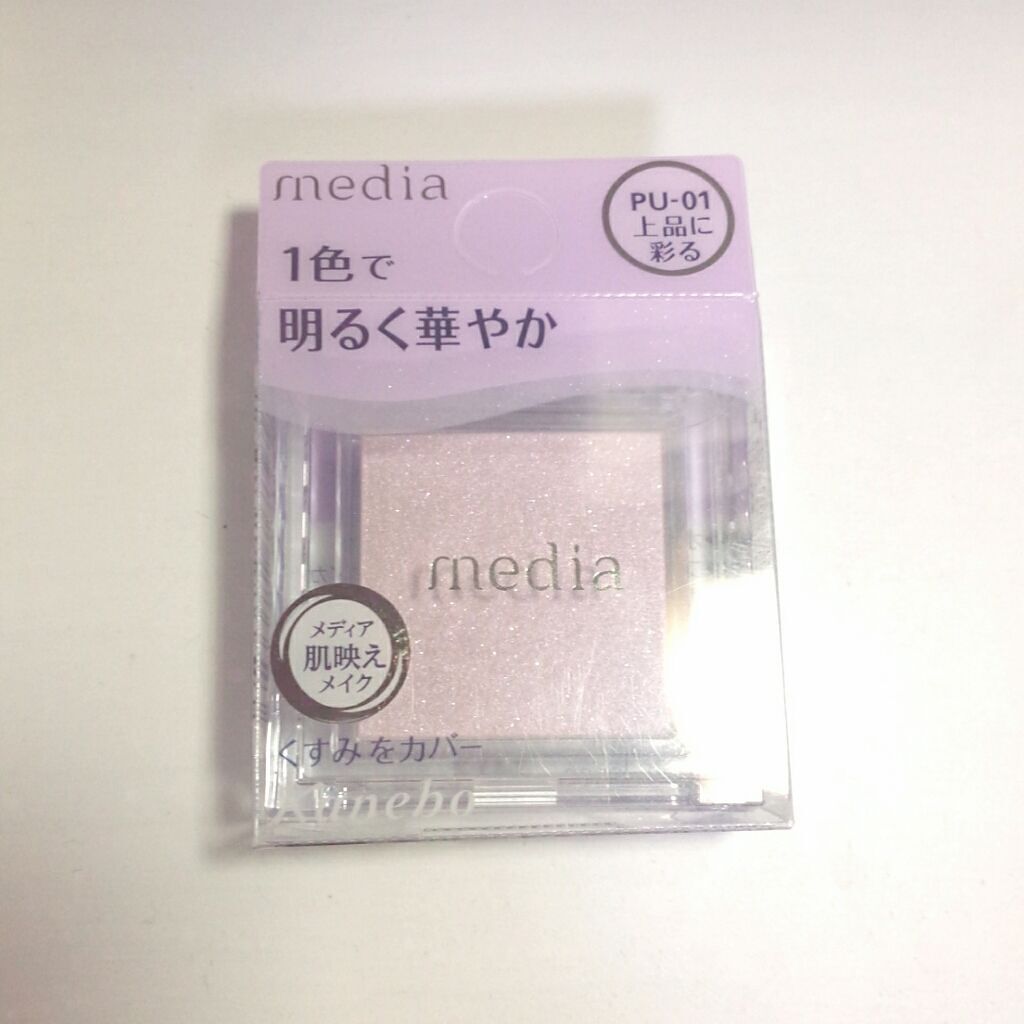 media
PU-01
上品に
彩る
1色で
明るく華やか
media
メディア
肌映え
メイク
くすみをカバー
Kanebo